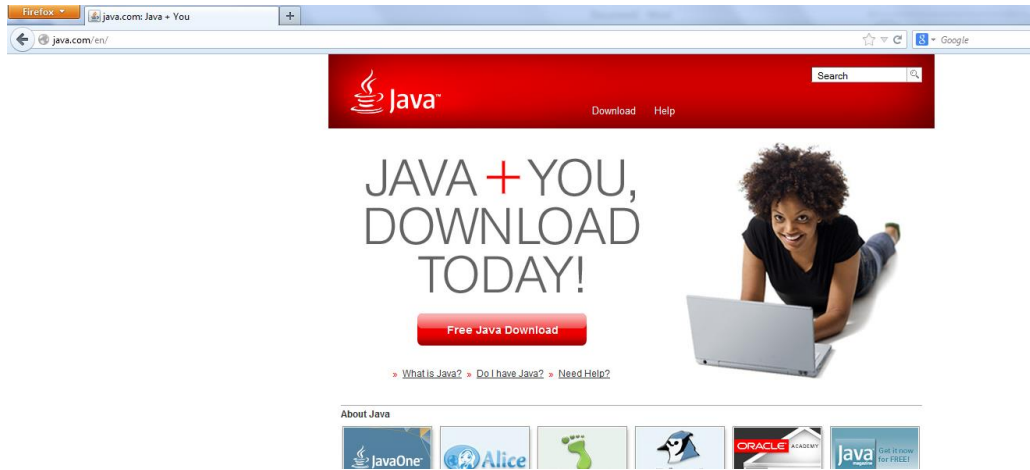 Firefox
java.com: Java + You
+
java.com/en/
Google
Search
Java™
Download Help
JAVA + YOU,
DOWNLOAD
TODAY!
Free Java Download
» What is Java? » Do I have Java? » Need Help?
About Java
JavaOne
Alice
ORACLE ACADEMY
Java magazine
Get it now
for FREE!